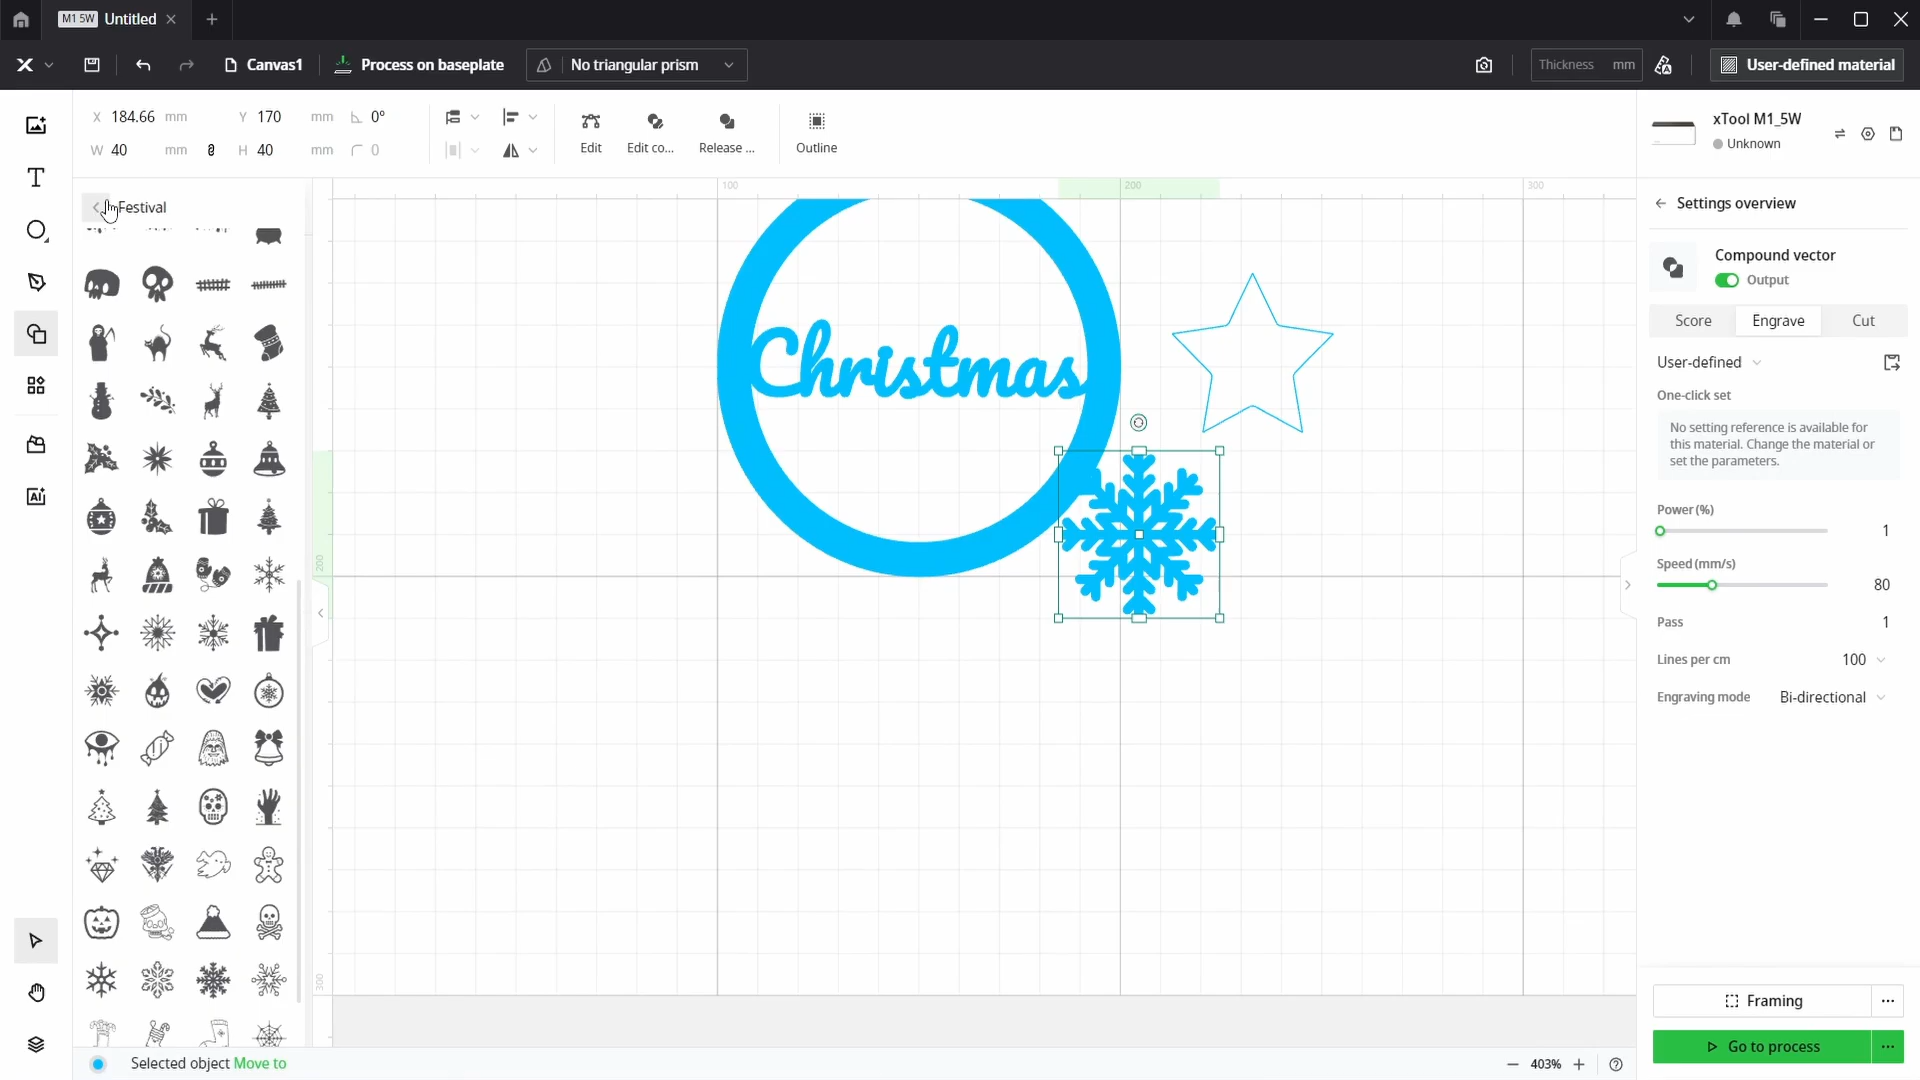 M1 5W Untitled
Canvas1
Process on baseplate
No triangular prism
Thickness mm
User-defined material
X 184.66 mm Y 170 mm 0°
W 40 mm H 40 mm 0
Edit
Edit co...
Release ...
Outline
xTool M1_5W
Unknown
Festival
100
200
300
200
300
Christmas
Settings overview
Compound vector
Output
Score
Engrave
Cut
User-defined
One-click set
No setting reference is available for
this material. Change the material or
set the parameters.
Power (%)
1
Speed (mm/s)
80
Pass 1
Lines per cm 100
Engraving mode Bi-directional
AI
Framing
Go to process
Selected object Move to
403%